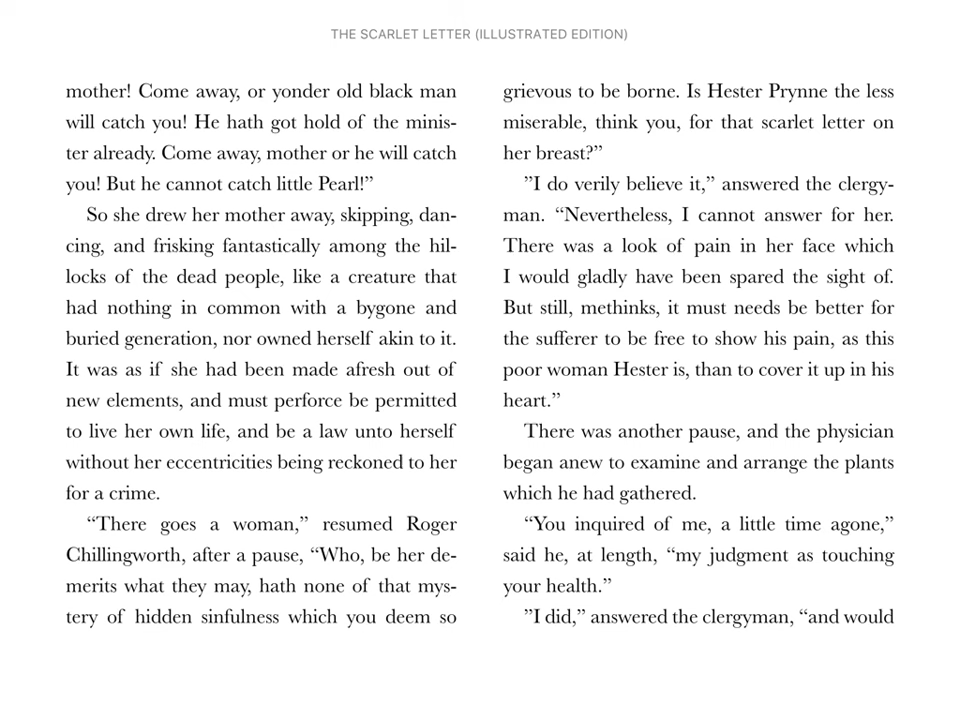 THE SCARLET LETTER (ILLUSTRATED EDITION)
mother! Come away, or yonder old black man
will catch you! He hath got hold of the minis-
ter already. Come away, mother or he will catch
you! But he cannot catch little Pearl!”
So she drew her mother away, skipping, dan-
cing, and frisking fantastically among the hil-
locks of the dead people, like a creature that
had nothing in common with a bygone and
buried generation, nor owned herself akin to it.
It was as if she had been made afresh out of
new elements, and must perforce be permitted
to live her own life, and be a law unto herself
without her eccentricities being reckoned to her
for a crime.
“There goes a woman,” resumed Roger
Chillingworth, after a pause, “Who, be her de-
merits what they may, hath none of that mys-
tery of hidden sinfulness which you deem so
grievous to be borne. Is Hester Prynne the less
miserable, think you, for that scarlet letter on
her breast?”
”I do verily believe it,” answered the clergy-
man. “Nevertheless, I cannot answer for her.
There was a look of pain in her face which
I would gladly have been spared the sight of.
But still, methinks, it must needs be better for
the sufferer to be free to show his pain, as this
poor woman Hester is, than to cover it up in his
heart.”
There was another pause, and the physician
began anew to examine and arrange the plants
which he had gathered.
“You inquired of me, a little time agone,”
said he, at length, “my judgment as touching
your health.”
”I did,” answered the clergyman, “and would